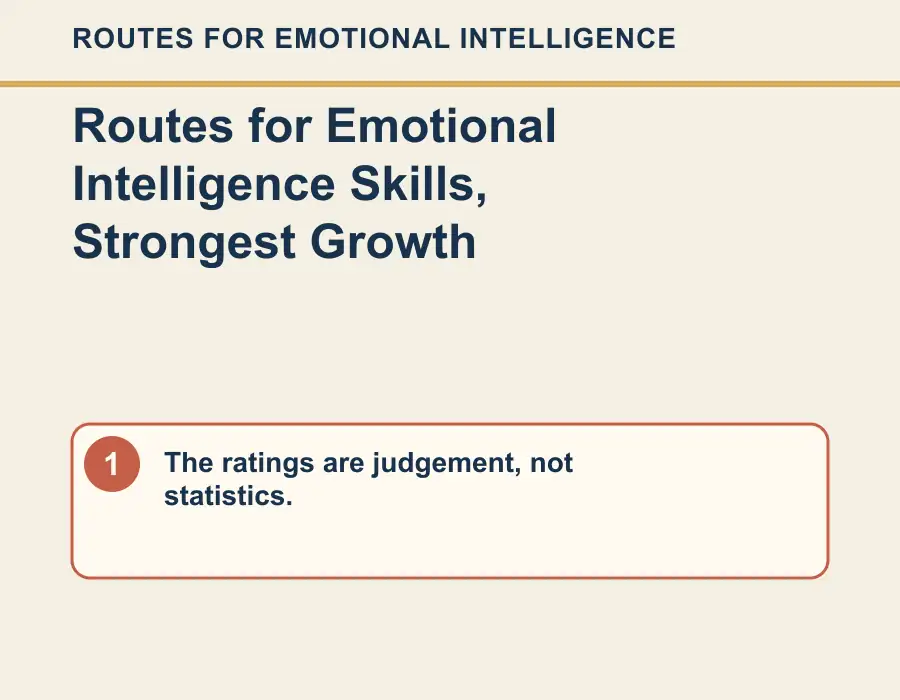 ROUTES FOR EMOTIONAL INTELLIGENCE
Routes for Emotional
Intelligence Skills,
Strongest Growth
1
The ratings are judgement, not
statistics.